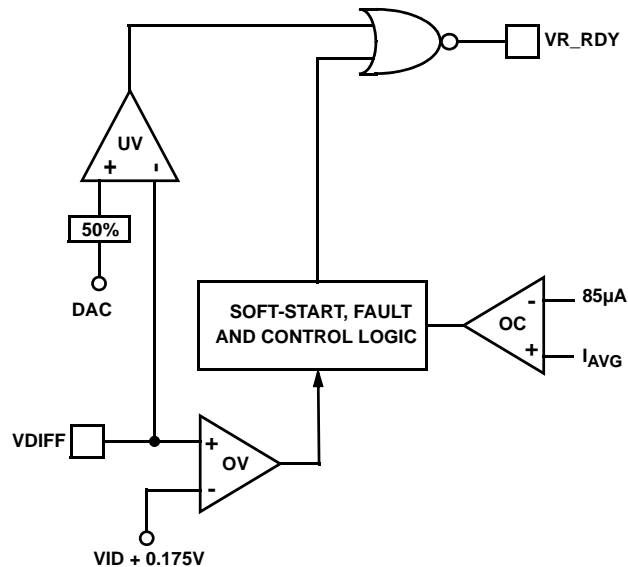 VR_RDY
UV
+ -
50%
DAC
SOFT-START, FAULT
AND CONTROL LOGIC
- 85µA
OC
+ IAVG
VDIFF
+
OV
-
VID + 0.175V